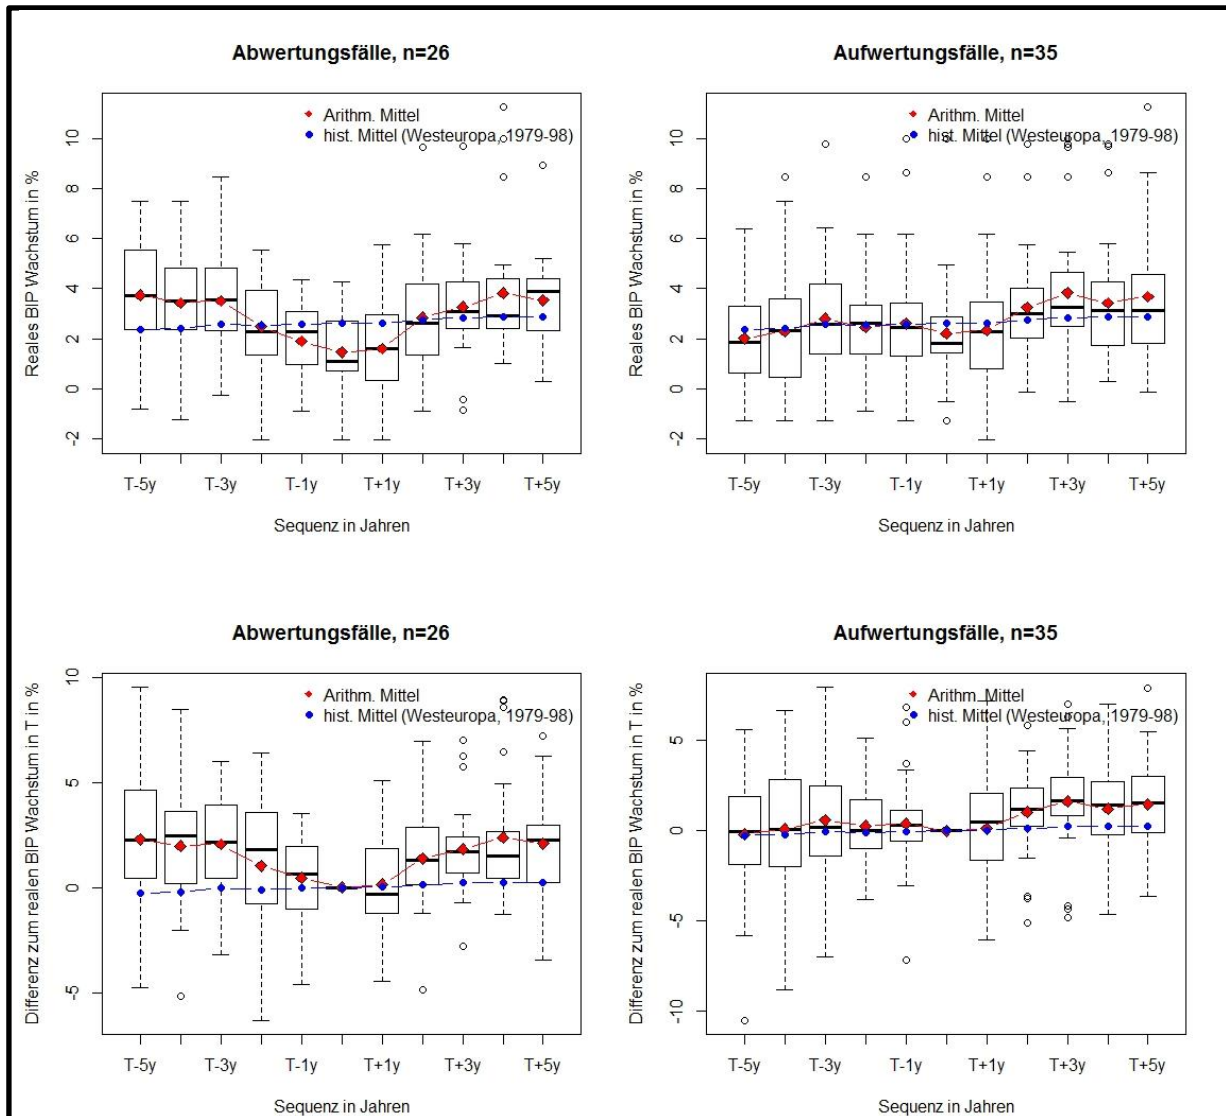 Abwertungsfälle, n=26
Arithm. Mittel
hist. Mittel (Westeuropa, 1979-98)
Reales BIP Wachstum in %
10
8
6
4
2
0
-2
T-5y T-3y T-1y T+1y T+3y T+5y
Sequenz in Jahren
Aufwertungsfälle, n=35
Arithm. Mittel
hist. Mittel (Westeuropa, 1979-98)
Reales BIP Wachstum in %
10
8
6
4
2
0
-2
T-5y T-3y T-1y T+1y T+3y T+5y
Sequenz in Jahren
Abwertungsfälle, n=26
Arithm. Mittel
hist. Mittel (Westeuropa, 1979-98)
Differenz zum realen BIP Wachstum in T in %
10
5
0
-5
T-5y T-3y T-1y T+1y T+3y T+5y
Sequenz in Jahren
Aufwertungsfälle, n=35
Arithm. Mittel
hist. Mittel (Westeuropa, 1979-98)
Differenz zum realen BIP Wachstum in T in %
5
0
-5
-10
T-5y T-3y T-1y T+1y T+3y T+5y
Sequenz in Jahren